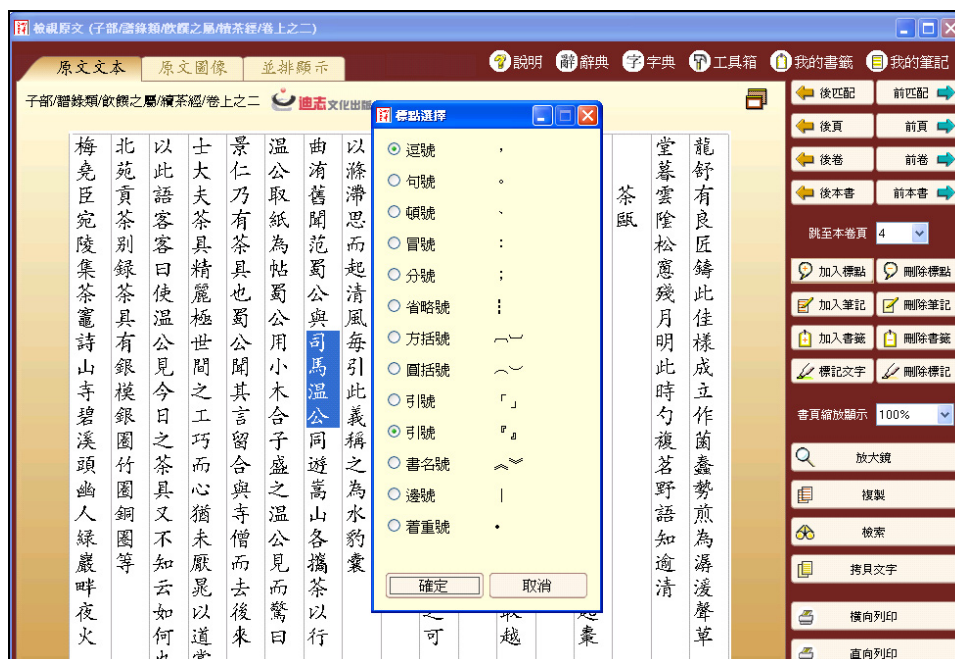 檢視原文 (子部/譜錄類/飲饌之屬/續茶經/卷上之二)
原文文本
原文圖像
並排顯示
說明
辭 辭典
字 字典
工具箱
我的書籤
我的筆記
子部/譜錄類/飲饌之屬/續茶經/卷上之二
迪志文化出版
龍舒有良匠鑄此佳樣成立作菌蠢勢煎為潺湲聲草
堂暮雲陰松窓殘月明此時勺複茗野語知逾清
茶甌
越
之可
以滌滯思而起清風每引此義稱之為水豹囊
曲洧舊聞范蜀公與司馬溫公同遊嵩山各攜茶以行
溫公取紙為帖蜀公用小木合子盛之溫公見而驚曰
景仁乃有茶具也蜀公聞其言留合與寺僧而去後來
士大夫茶具精麗極世間之工巧而心猶未厭晁以道嘗
以此語客客曰使溫公見今日之茶具又不知云如何也
北苑貢茶別録茶具有銀模銀圈竹圈銅圈等
梅堯臣宛陵集茶竈詩山寺碧溪頭幽人緑巖畔夜火
標點選擇
逗號 ，
句號 。
頓號 、
冒號 ：
分號 ；
省略號 ┇
方括號 ︹︺
圓括號 ︵︶
引號 「」
引號 『』
書名號 ︽︾
邊號 |
着重號 •
確定
取消
後匹配
前匹配
後頁
前頁
後卷
前卷
後本書
前本書
跳至本卷頁 4
加入標點
刪除標點
加入筆記
刪除筆記
加入書籤
刪除書籤
標記文字
刪除標記
書頁縮放顯示 100%
放大鏡
複製
檢索
拷貝文字
橫向列印
直向列印